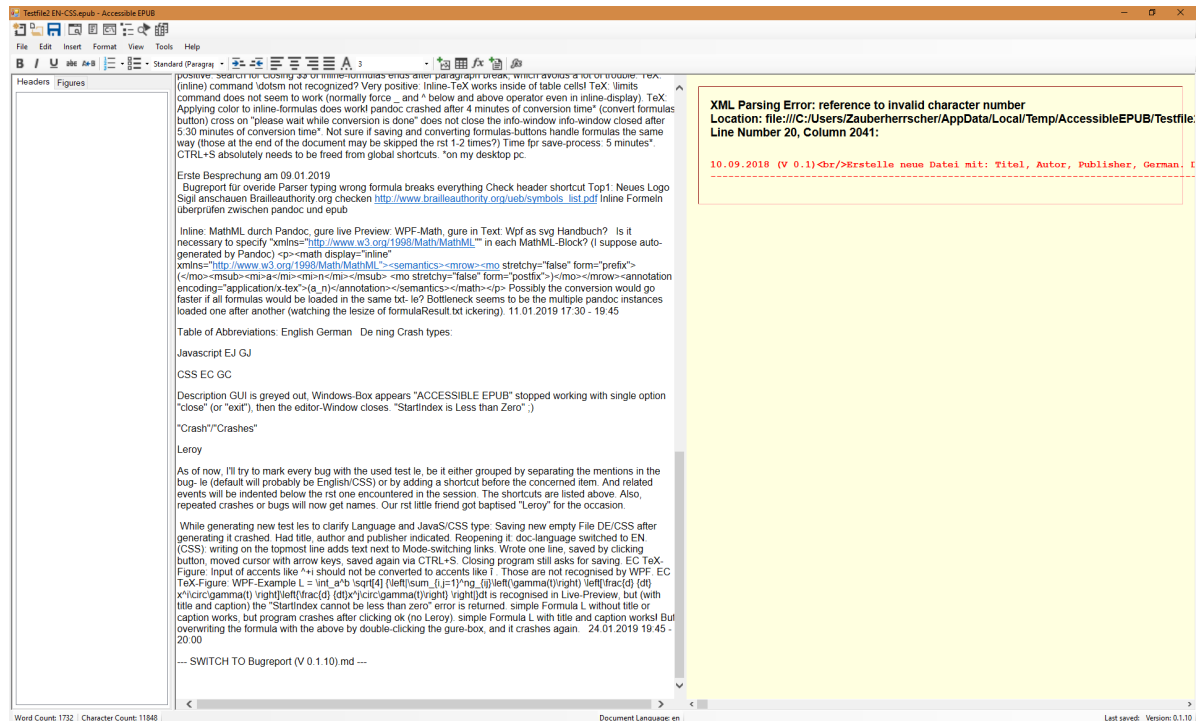 Testfile2 EN-CSS.epub - Accessible EPUB
File Edit Insert Format View Tools Help
B I U abc A+B Standard (Paragraș 3
Headers Figures
positive: search for closing $$ of inline-formulas ends after paragraph break, which avoids a lot of trouble. TeX:
(inline) command \dotsm not recognized? Very positive: Inline-TeX works inside of table cells! TeX: \limits
command does not seem to work (normally force _ and ^ below and above operator even in inline-display). TeX:
Applying color to inline-formulas does work! pandoc crashed after 4 minutes of conversion time* (convert formulas
button) cross on "please wait while conversion is done" does not close the info-window info-window closed after
5:30 minutes of conversion time*. Not sure if saving and converting formulas-buttons handle formulas the same
way (those at the end of the document may be skipped the rst 1-2 times?) Time fpr save-process: 5 minutes*.
CTRL+S absolutely needs to be freed from global shortcuts. *on my desktop pc.
Erste Besprechung am 09.01.2019
Bugreport für overide Parser typing wrong formula breaks everything Check header shortcut Top1: Neues Logo
Sigil anschauen Brailleauthority.org checken http://www.brailleauthority.org/ueb/symbols_list.pdf Inline Formeln
überprüfen zwischen pandoc und epub
Inline: MathML durch Pandoc, gure live Preview: WPF-Math, gure in Text: Wpf as svg Handbuch? Is it
necessary to specify "xmlns="http://www.w3.org/1998/Math/MathML"" in each MathML-Block? (I suppose auto-
generated by Pandoc) <p><math display="inline"
xmlns="http://www.w3.org/1998/Math/MathML"><semantics><mrow><mo stretchy="false" form="prefix">
(</mo><msub><mi>a</mi><mi>n</mi></msub> <mo stretchy="false" form="postfix">)</mo></mrow><annotation
encoding="application/x-tex">(a_n)</annotation></semantics></math></p> Possibly the conversion would go
faster if all formulas would be loaded in the same txt- le? Bottleneck seems to be the multiple pandoc instances
loaded one after another (watching the lesize of formulaResult.txt ickering). 11.01.2019 17:30 - 19:45
Table of Abbreviations: English German De ning Crash types:
Javascript EJ GJ
CSS EC GC
Description GUI is greyed out, Windows-Box appears "ACCESSIBLE EPUB" stopped working with single option
"close" (or "exit"), then the editor-Window closes. "StartIndex is Less than Zero" ;)
"Crash"/"Crashes"
Leroy
As of now, I'll try to mark every bug with the used test le, be it either grouped by separating the mentions in the
bug- le (default will probably be English/CSS) or by adding a shortcut before the concerned item. And related
events will be indented below the rst one encountered in the session. The shortcuts are listed above. Also,
repeated crashes or bugs will now get names. Our rst little friend got baptised "Leroy" for the occasion.
While generating new test les to clarify Language and JavaS/CSS type: Saving new empty File DE/CSS after
generating it crashed. Had title, author and publisher indicated. Reopening it: doc-language switched to EN.
(CSS): writing on the topmost line adds text next to Mode-switching links. Wrote one line, saved by clicking
button, moved cursor with arrow keys, saved again via CTRL+S. Closing program still asks for saving. EC TeX-
Figure: Input of accents like ^+i should not be converted to accents like î . Those are not recognised by WPF. EC
TeX-Figure: WPF-Example L = \int_a^b \sqrt[4] {\left|\sum_{i,j=1}^ng_{ij}\left(\gamma(t)\right) \left[\frac{d} {dt}
x^i\circ\gamma(t) \right]\left{\frac{d} {dt}x^j\circ\gamma(t)\right} \right|}dt is recognised in Live-Preview, but (with
title and caption) the "StartIndex cannot be less than zero" error is returned. simple Formula L without title or
caption works, but program crashes after clicking ok (no Leroy). simple Formula L with title and caption works! But
overwriting the formula with the above by double-clicking the gure-box, and it crashes again. 24.01.2019 19:45 -
20:00
--- SWITCH TO Bugreport (V 0.1.10).md ---
XML Parsing Error: reference to invalid character number
Location: file:///C:/Users/Zauberherrscher/AppData/Local/Temp/AccessibleEPUB/Testfile
Line Number 20, Column 2041:
10.09.2018 (V 0.1)<br/>Erstelle neue Datei mit: Titel, Autor, Publisher, German.
Word Count: 1732 Character Count: 11848 Document Language: en Last saved: Version: 0.1.10